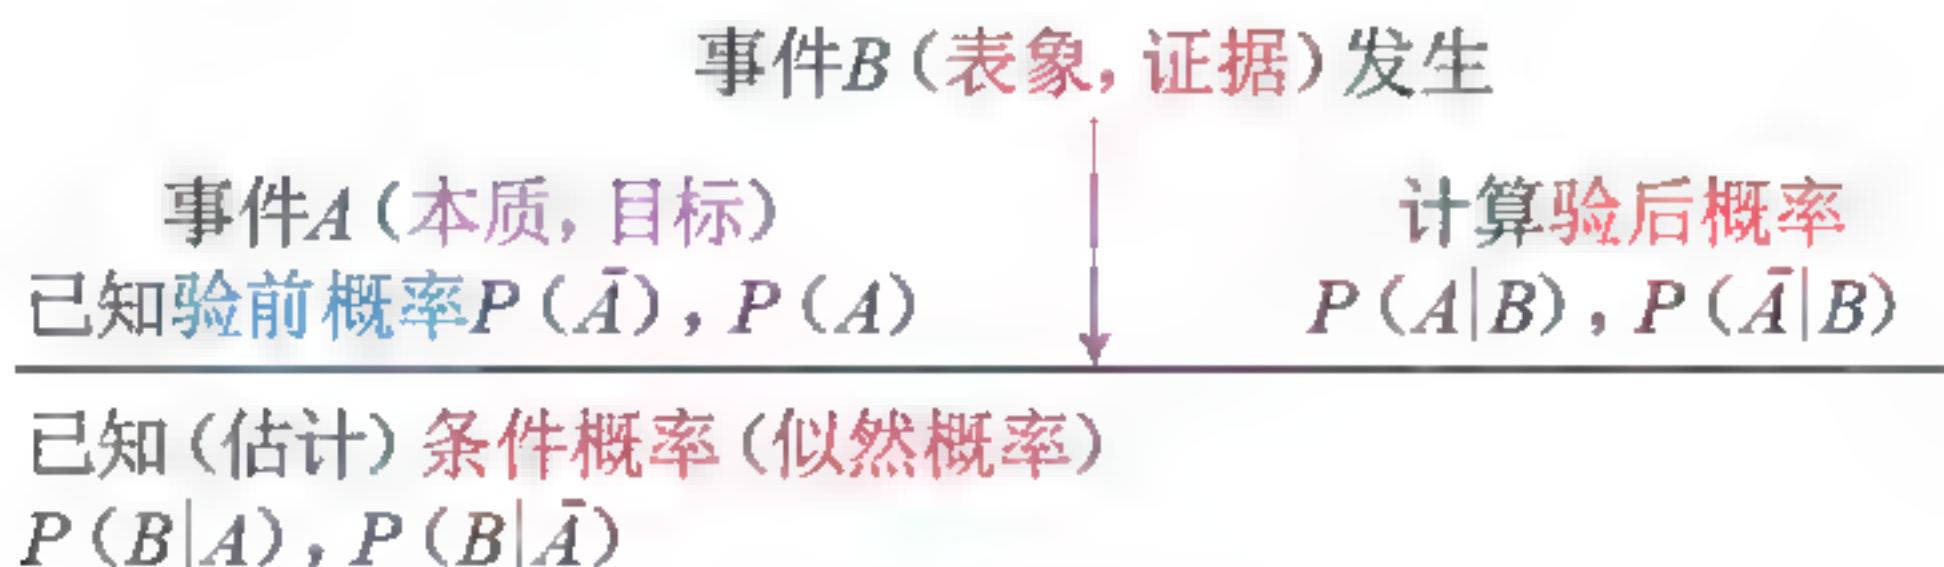 事件B(表象,证据)发生
事件A(本质,目标)
已知验前概率P(Ā),P(A)
计算验后概率
P(A|B),P(Ā|B)
已知(估计)条件概率(似然概率)
P(B|A),P(B|Ā)